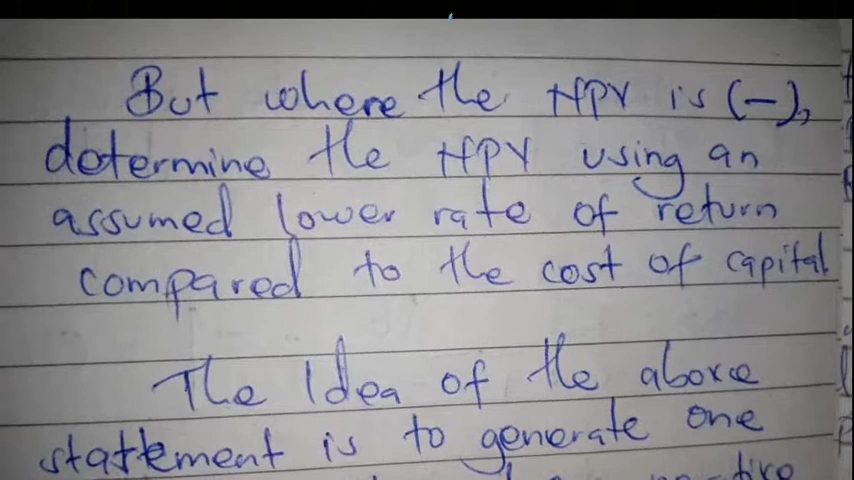 But where the NPV is (-),
determine the NPV using an
assumed lower rate of return
compared to the cost of capital
The Idea of the above
statement is to generate one